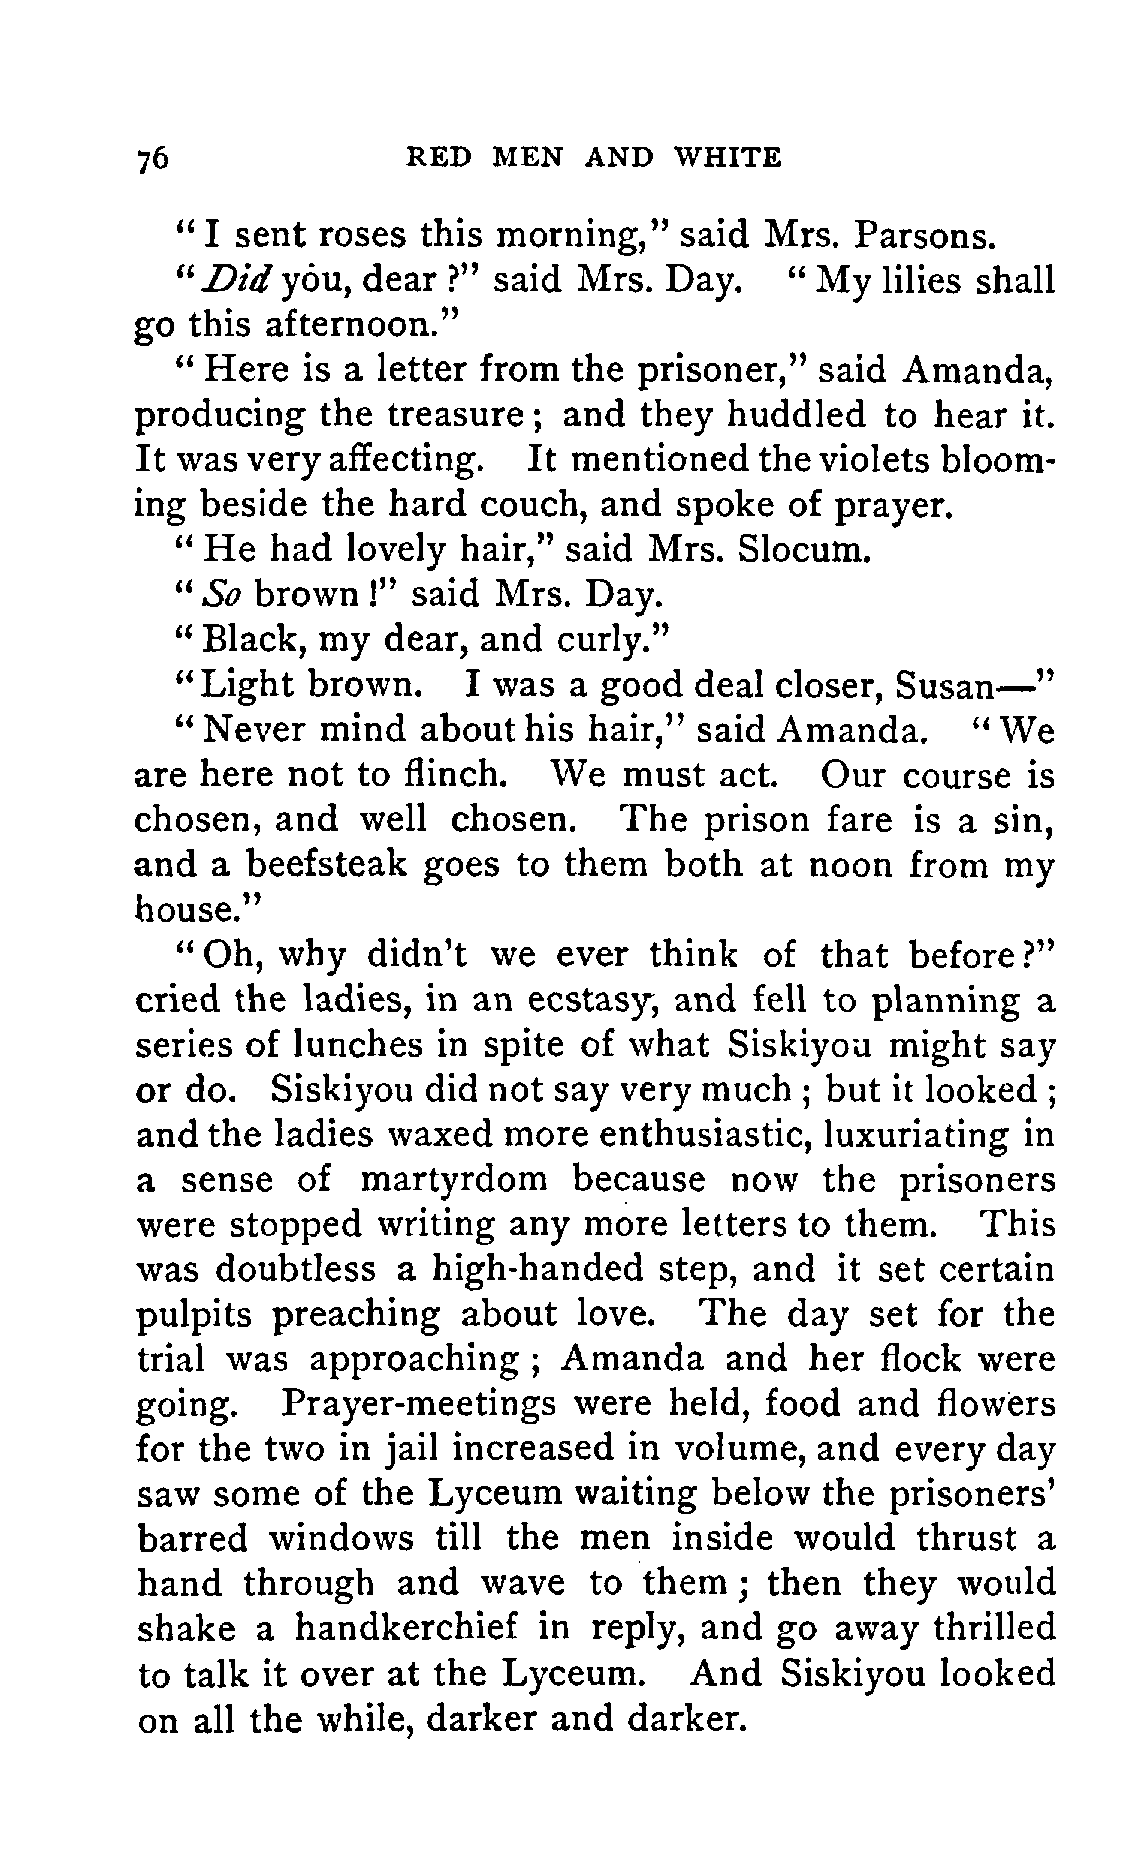 76 RED MEN AND WHITE
"I sent roses this morning," said Mrs. Parsons.
"Did you, dear?" said Mrs. Day. "My lilies shall
go this afternoon."
"Here is a letter from the prisoner," said Amanda,
producing the treasure; and they huddled to hear it.
It was very affecting. It mentioned the violets bloom-
ing beside the hard couch, and spoke of prayer.
"He had lovely hair," said Mrs. Slocum.
"So brown!" said Mrs. Day.
"Black, my dear, and curly."
"Light brown. I was a good deal closer, Susan—"
"Never mind about his hair," said Amanda. "We
are here not to flinch. We must act. Our course is
chosen, and well chosen. The prison fare is a sin,
and a beefsteak goes to them both at noon from my
house."
"Oh, why didn't we ever think of that before?"
cried the ladies, in an ecstasy, and fell to planning a
series of lunches in spite of what Siskiyou might say
or do. Siskiyou did not say very much; but it looked;
and the ladies waxed more enthusiastic, luxuriating in
a sense of martyrdom because now the prisoners
were stopped writing any more letters to them. This
was doubtless a high-handed step, and it set certain
pulpits preaching about love. The day set for the
trial was approaching; Amanda and her flock were
going. Prayer-meetings were held, food and flowers
for the two in jail increased in volume, and every day
saw some of the Lyceum waiting below the prisoners'
barred windows till the men inside would thrust a
hand through and wave to them; then they would
shake a handkerchief in reply, and go away thrilled
to talk it over at the Lyceum. And Siskiyou looked
on all the while, darker and darker.